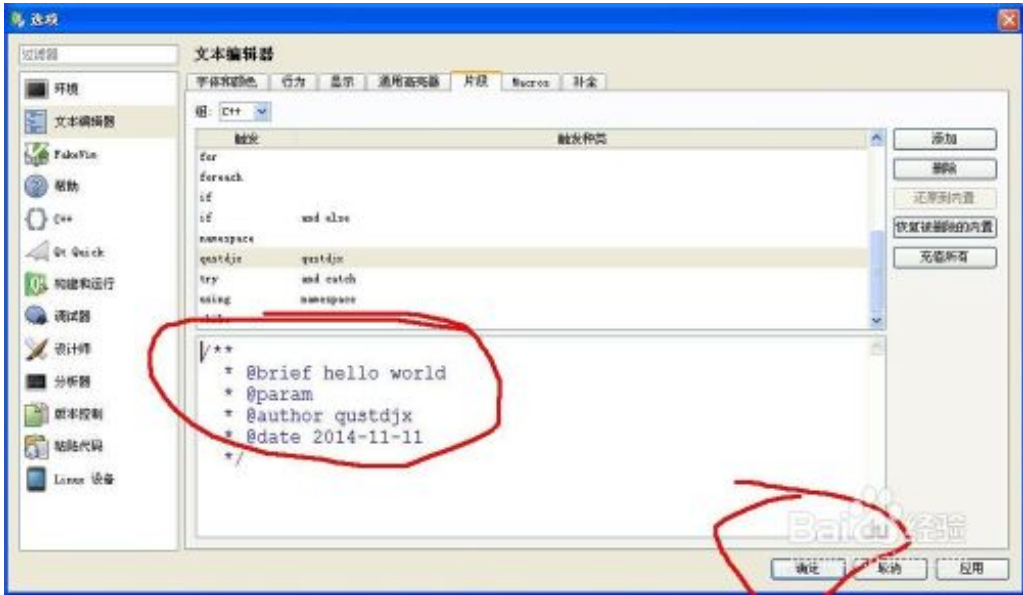 选项
过滤器
文本编辑器
环境
文本编辑器
FakeVim
帮助
C++
Qt Quick
构建和运行
调试器
设计师
分析器
版本控制
粘贴代码
Linux 设备
字体和颜色 行为 显示 通用高亮器 片段 Macros 补全
组: C++
触发 触发种类
for
foreach
if
if and else
namespace
qustdjx qustdjx
try and catch
using namespace
while
添加
删除
还原到内置
恢复被删除的内置
充值所有
/**
* @brief hello world
* @param
* @author qustdjx
* @date 2014-11-11
*/
Baidu 经验
确定 取消 应用